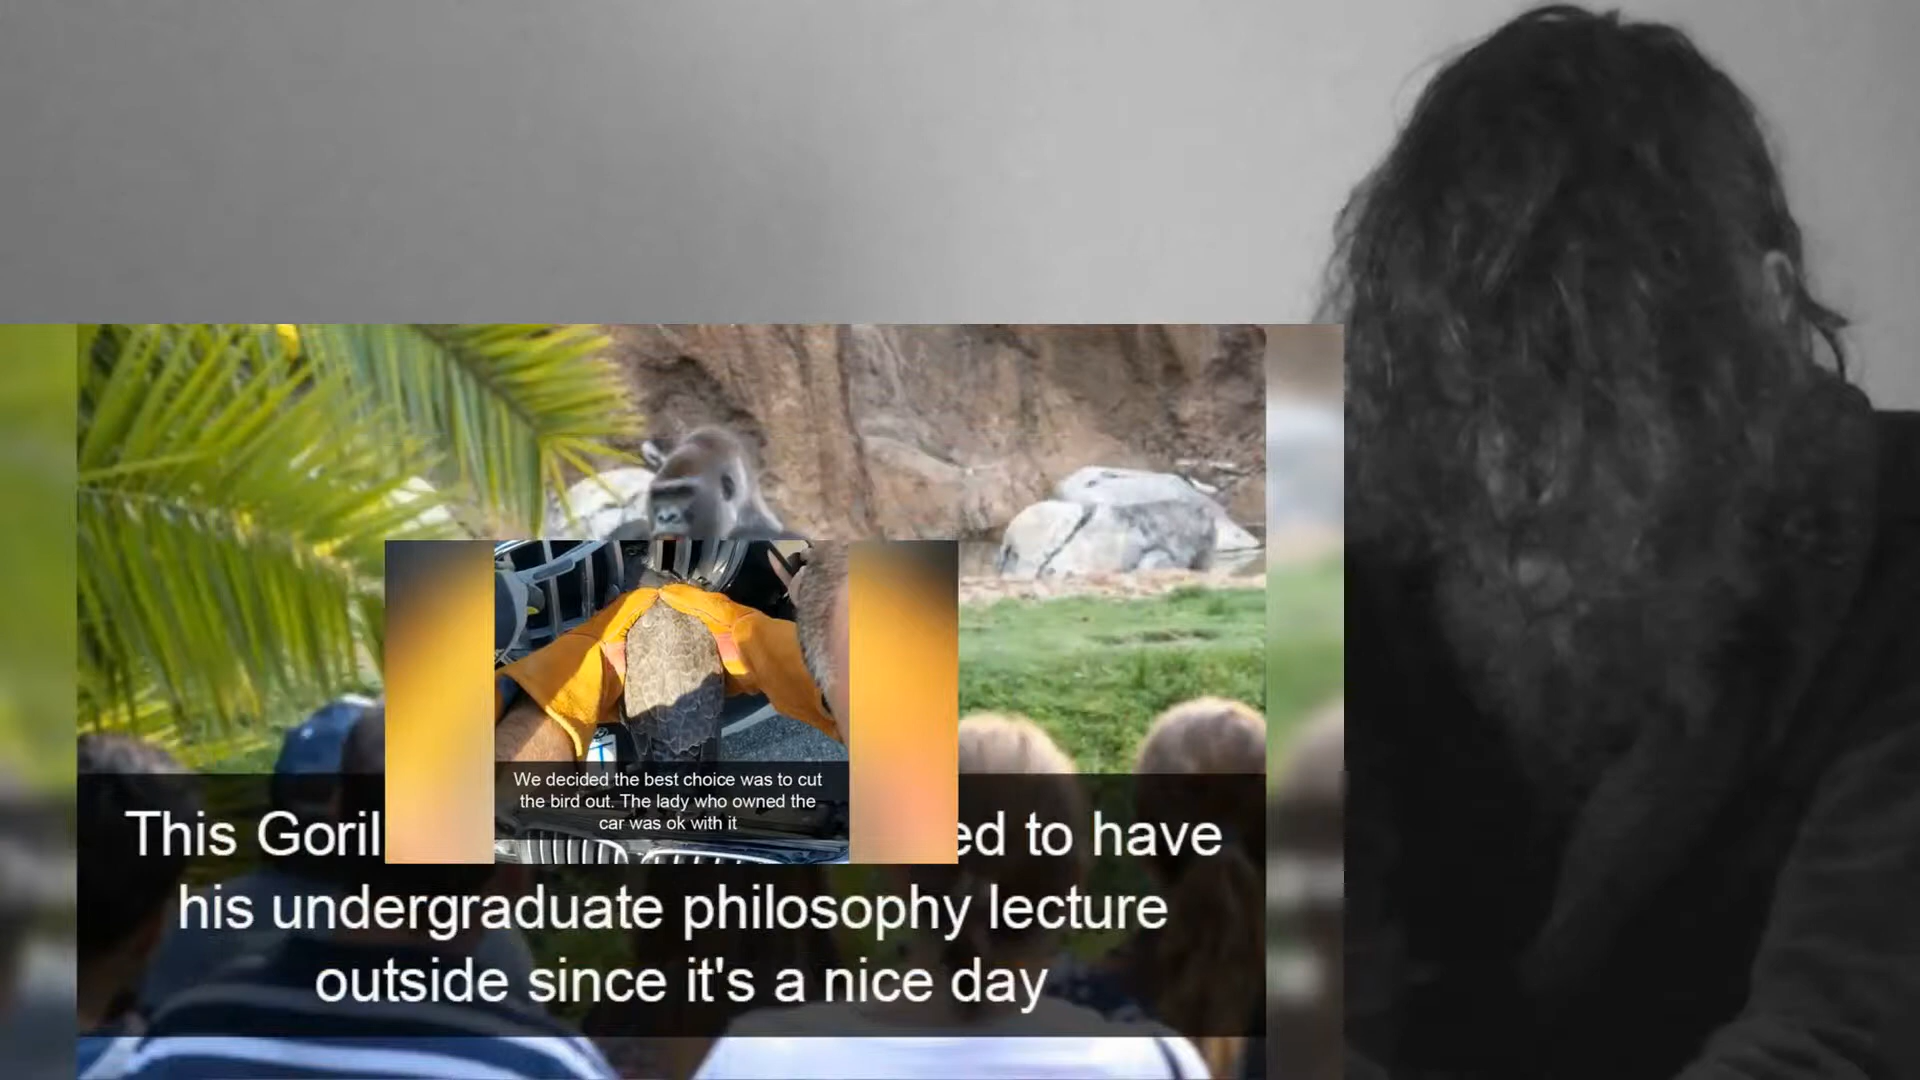 We decided the best choice was to cut
the bird out. The lady who owned the
car was ok with it
This Goril ed to have
his undergraduate philosophy lecture
outside since it's a nice day